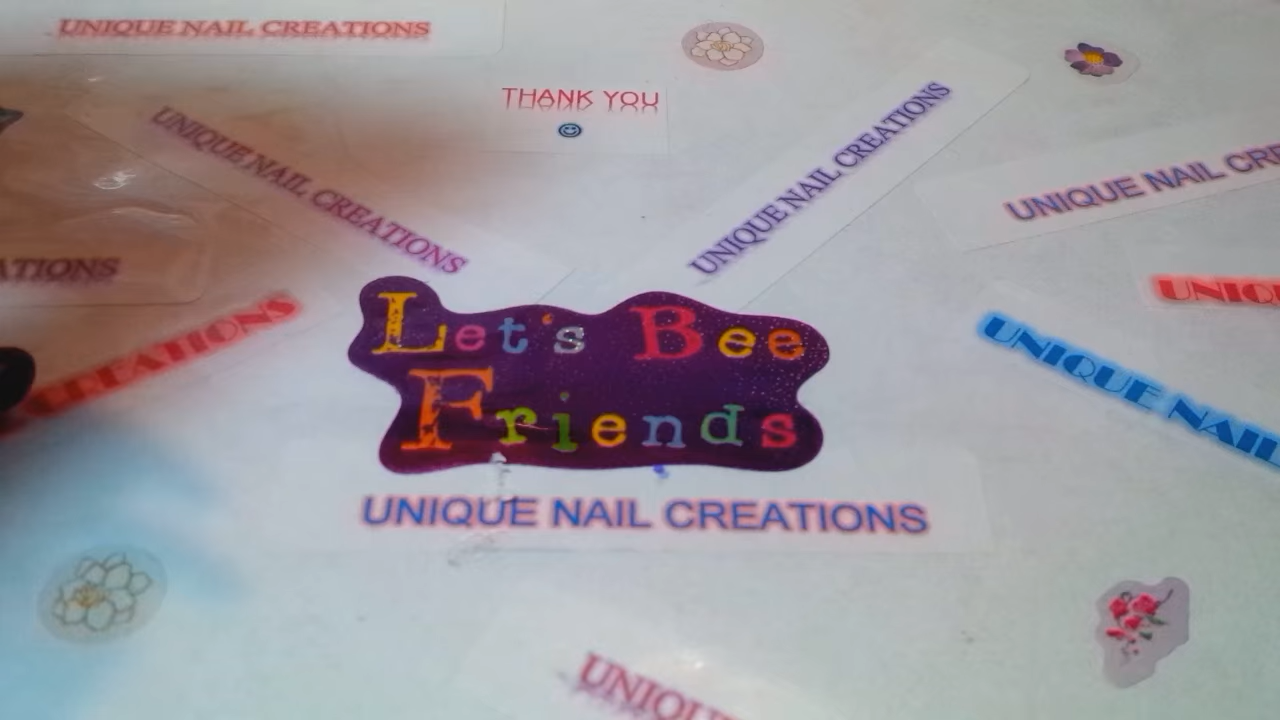 UNIQUE NAIL CREATIONS
THANK YOU
UNIQUE NAIL CREATIONS
UNIQUE NAIL CREATIONS
UNIQUE NAIL CRE
ATIONS
CREATIONS
UNIQ
UNIQUE NAIL
Let's Bee
Friends
UNIQUE NAIL CREATIONS
UNIQU